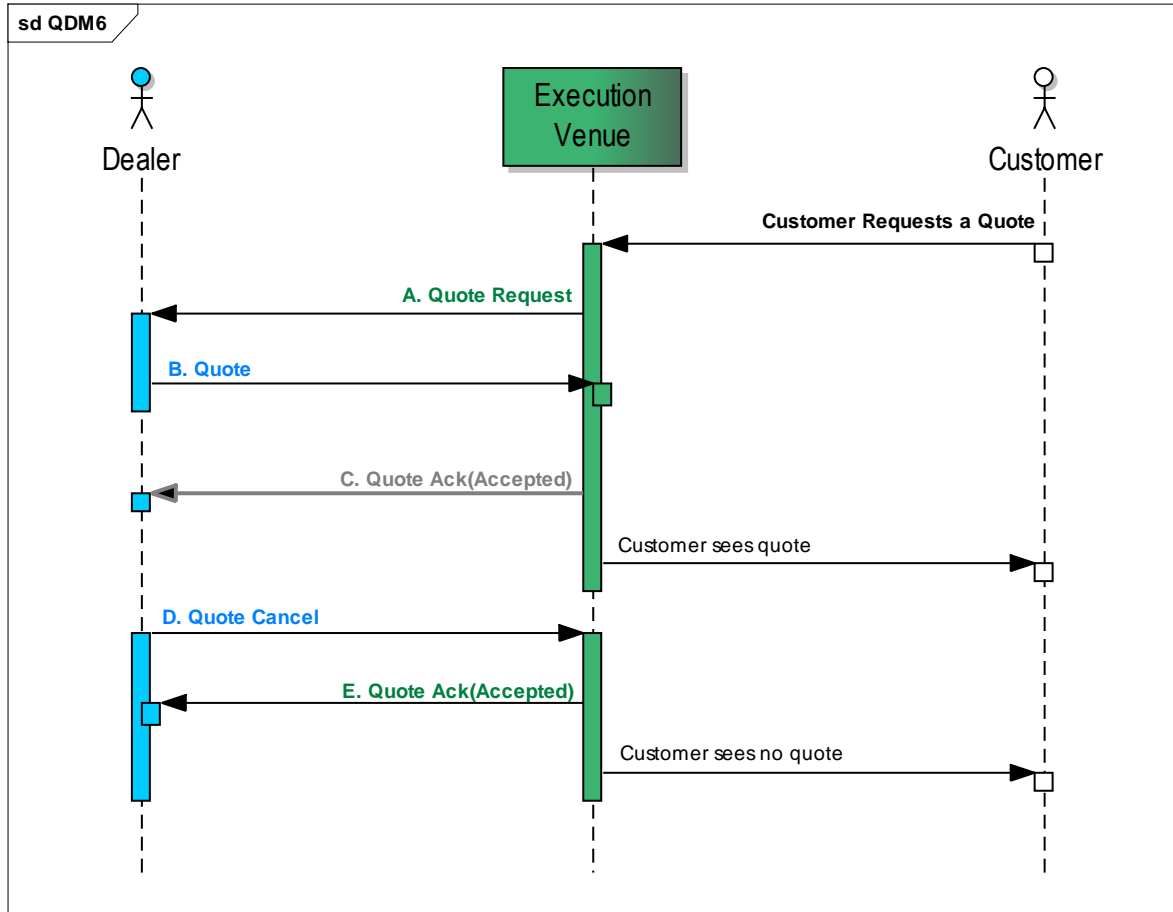 sd QDM6
Execution
Venue
Dealer
Customer
Customer Requests a Quote
A. Quote Request
B. Quote
C. Quote Ack(Accepted)
Customer sees quote
D. Quote Cancel
E. Quote Ack(Accepted)
Customer sees no quote